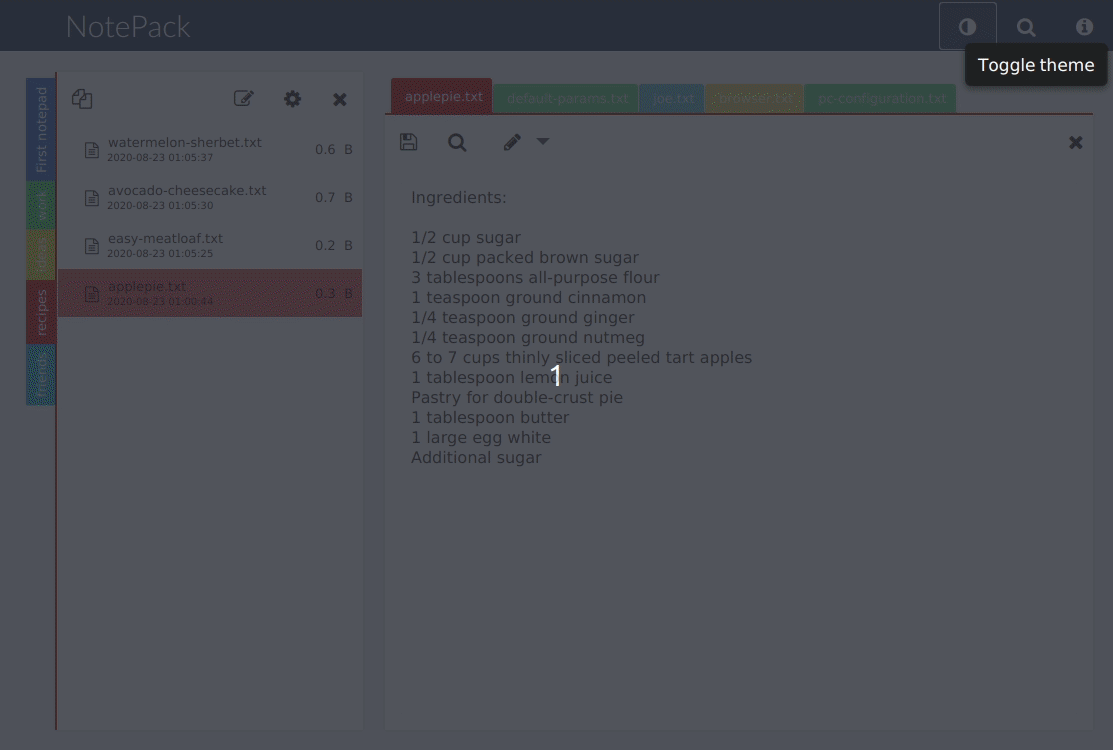 NotePack
Toggle theme
First notepad
work
ideas
recipes
friends
watermelon-sherbet.txt
2020-08-23 01:05:37
0.6 B
avocado-cheesecake.txt
2020-08-23 01:05:30
0.7 B
easy-meatloaf.txt
2020-08-23 01:05:25
0.2 B
applepie.txt
2020-08-23 01:00:44
0.3 B
applepie.txt
default-params.txt
joe.txt
browser.txt
pc-configuration.txt
Ingredients:
1/2 cup sugar
1/2 cup packed brown sugar
3 tablespoons all-purpose flour
1 teaspoon ground cinnamon
1/4 teaspoon ground ginger
1/4 teaspoon ground nutmeg
6 to 7 cups thinly sliced peeled tart apples
1 tablespoon lemon juice
Pastry for double-crust pie
1 tablespoon butter
1 large egg white
Additional sugar
1